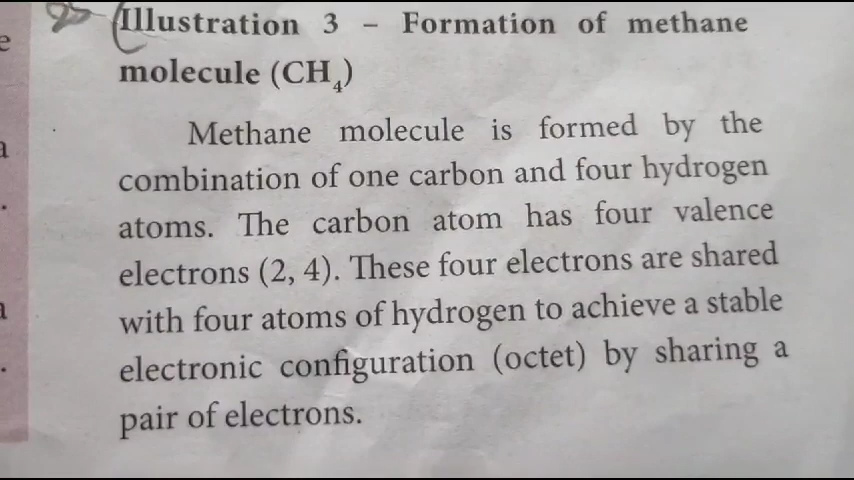 Illustration 3 – Formation of methane
molecule (CH₄)
Methane molecule is formed by the
combination of one carbon and four hydrogen
atoms. The carbon atom has four valence
electrons (2, 4). These four electrons are shared
with four atoms of hydrogen to achieve a stable
electronic configuration (octet) by sharing a
pair of electrons.